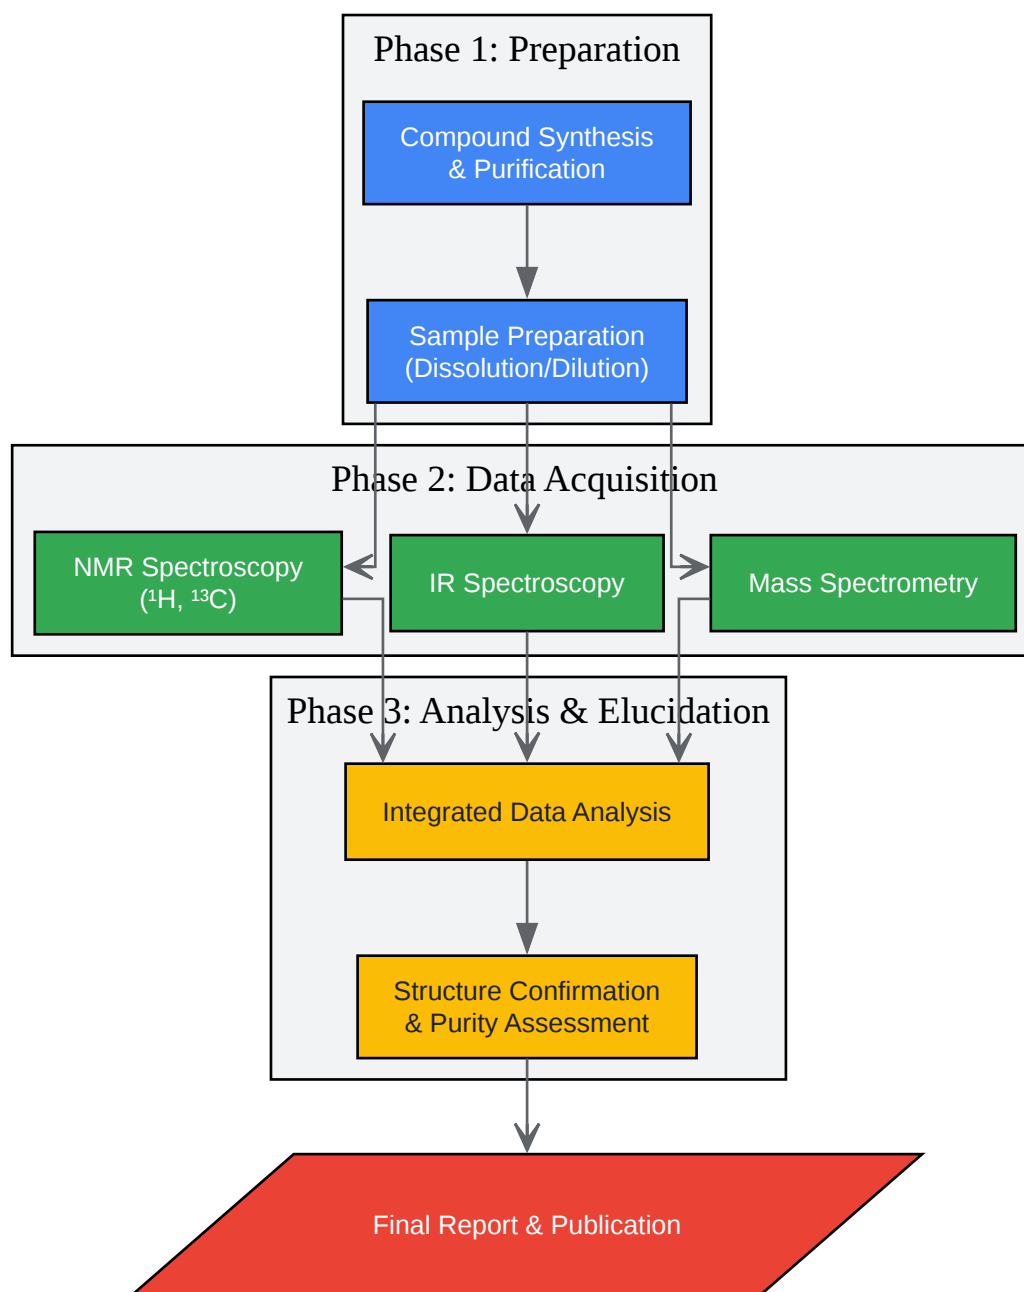 Phase 1: Preparation
Compound Synthesis
& Purification
Sample Preparation
(Dissolution/Dilution)
Phase 2: Data Acquisition
NMR Spectroscopy
(¹H, ¹³C)
IR Spectroscopy
Mass Spectrometry
Phase 3: Analysis & Elucidation
Integrated Data Analysis
Structure Confirmation
& Purity Assessment
Final Report & Publication